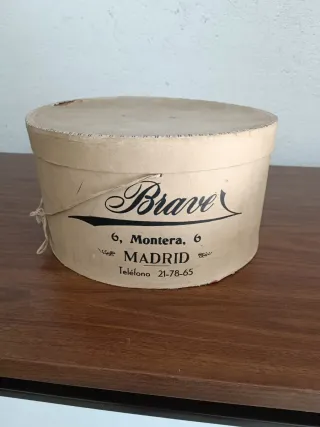 Brave
6, Montera, 6
MADRID
Teléfono 21-78-65